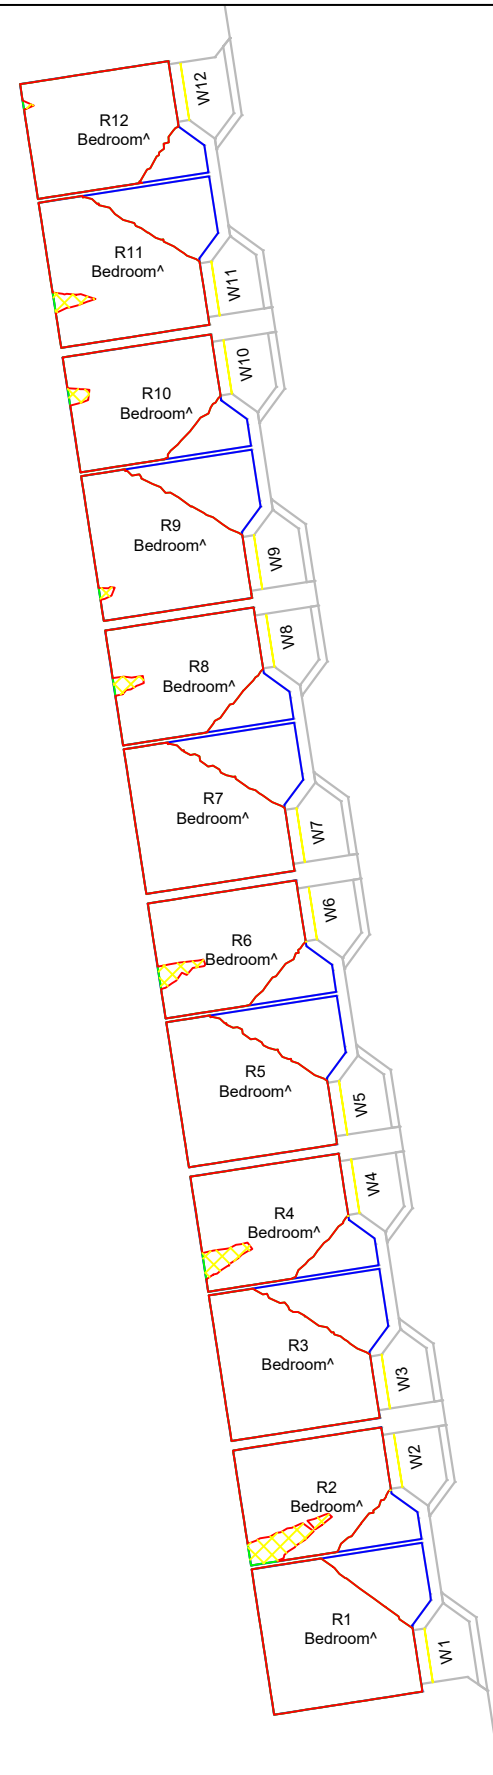 W12
R12
Bedroom^
R11
Bedroom^
W11
W10
R10
Bedroom^
R9
Bedroom^
W9
W8
R8
Bedroom^
R7
Bedroom^
W7
W6
R6
Bedroom^
R5
Bedroom^
W5
W4
R4
Bedroom^
R3
Bedroom^
W3
W2
R2
Bedroom^
R1
Bedroom^
W1